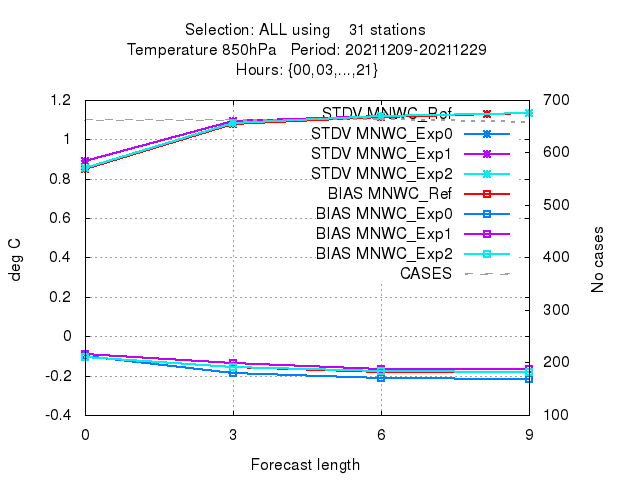 Selection: ALL using    31 stations
Temperature 850hPa   Period: 20211209-20211229
Hours: {00,03,...,21}
1.2
1
0.8
0.6
0.4
0.2
0
-0.2
-0.4
700
600
500
400
300
200
100
0
3
6
9
deg C
No cases
Forecast length
STDV MNWC_Ref
STDV MNWC_Exp0
STDV MNWC_Exp1
STDV MNWC_Exp2
BIAS MNWC_Ref
BIAS MNWC_Exp0
BIAS MNWC_Exp1
BIAS MNWC_Exp2
CASES